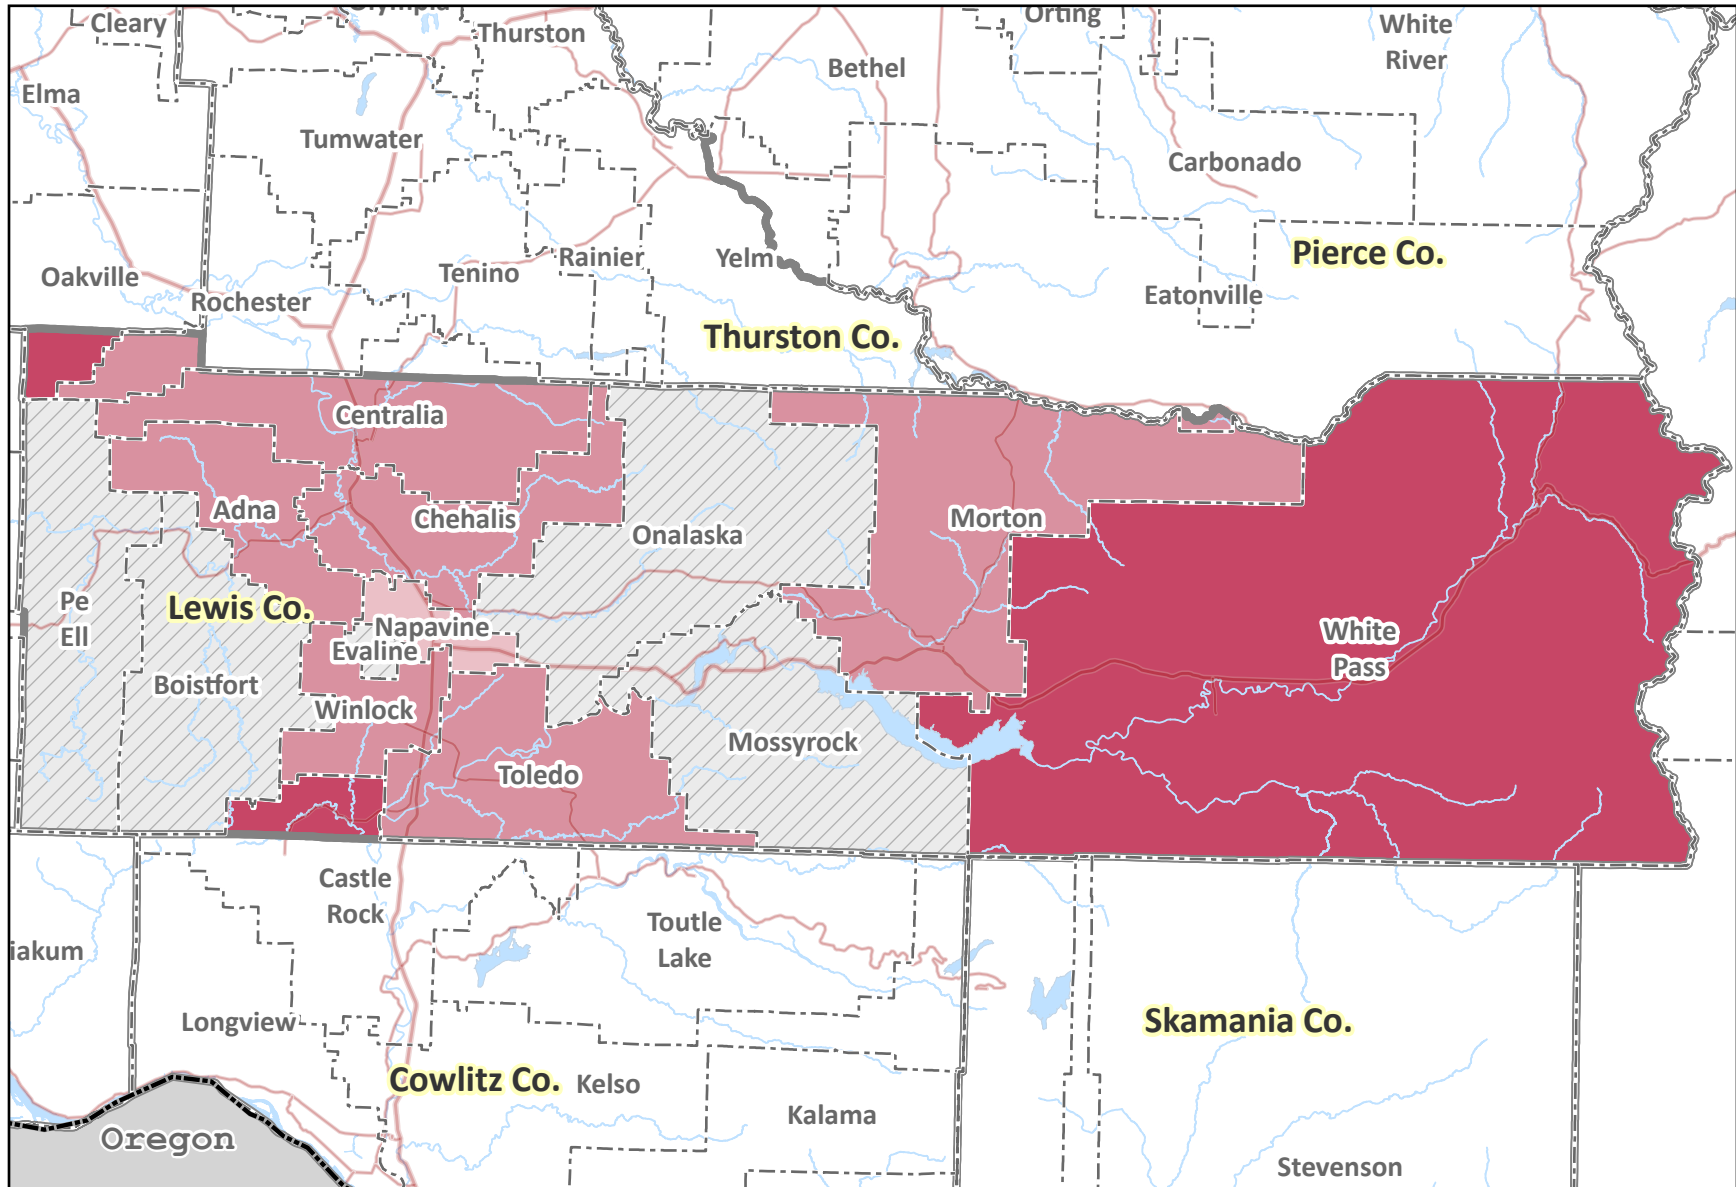 Cleary
Olympia
Thurston
Orting
White
River
Bethel
Elma
Tumwater
Carbonado
Oakville
Rochester
Tenino
Rainier
Yelm
Pierce Co.
Eatonville
Thurston Co.
Centralia
Adna
Chehalis
Onalaska
Morton
Pe
Ell
Lewis Co.
Napavine
Evaline
White
Pass
Boistfort
Winlock
Mossyrock
Toledo
Castle
Rock
Toutle
Lake
iakum
Longview
Skamania Co.
Cowlitz Co.
Kelso
Kalama
Oregon
Stevenson